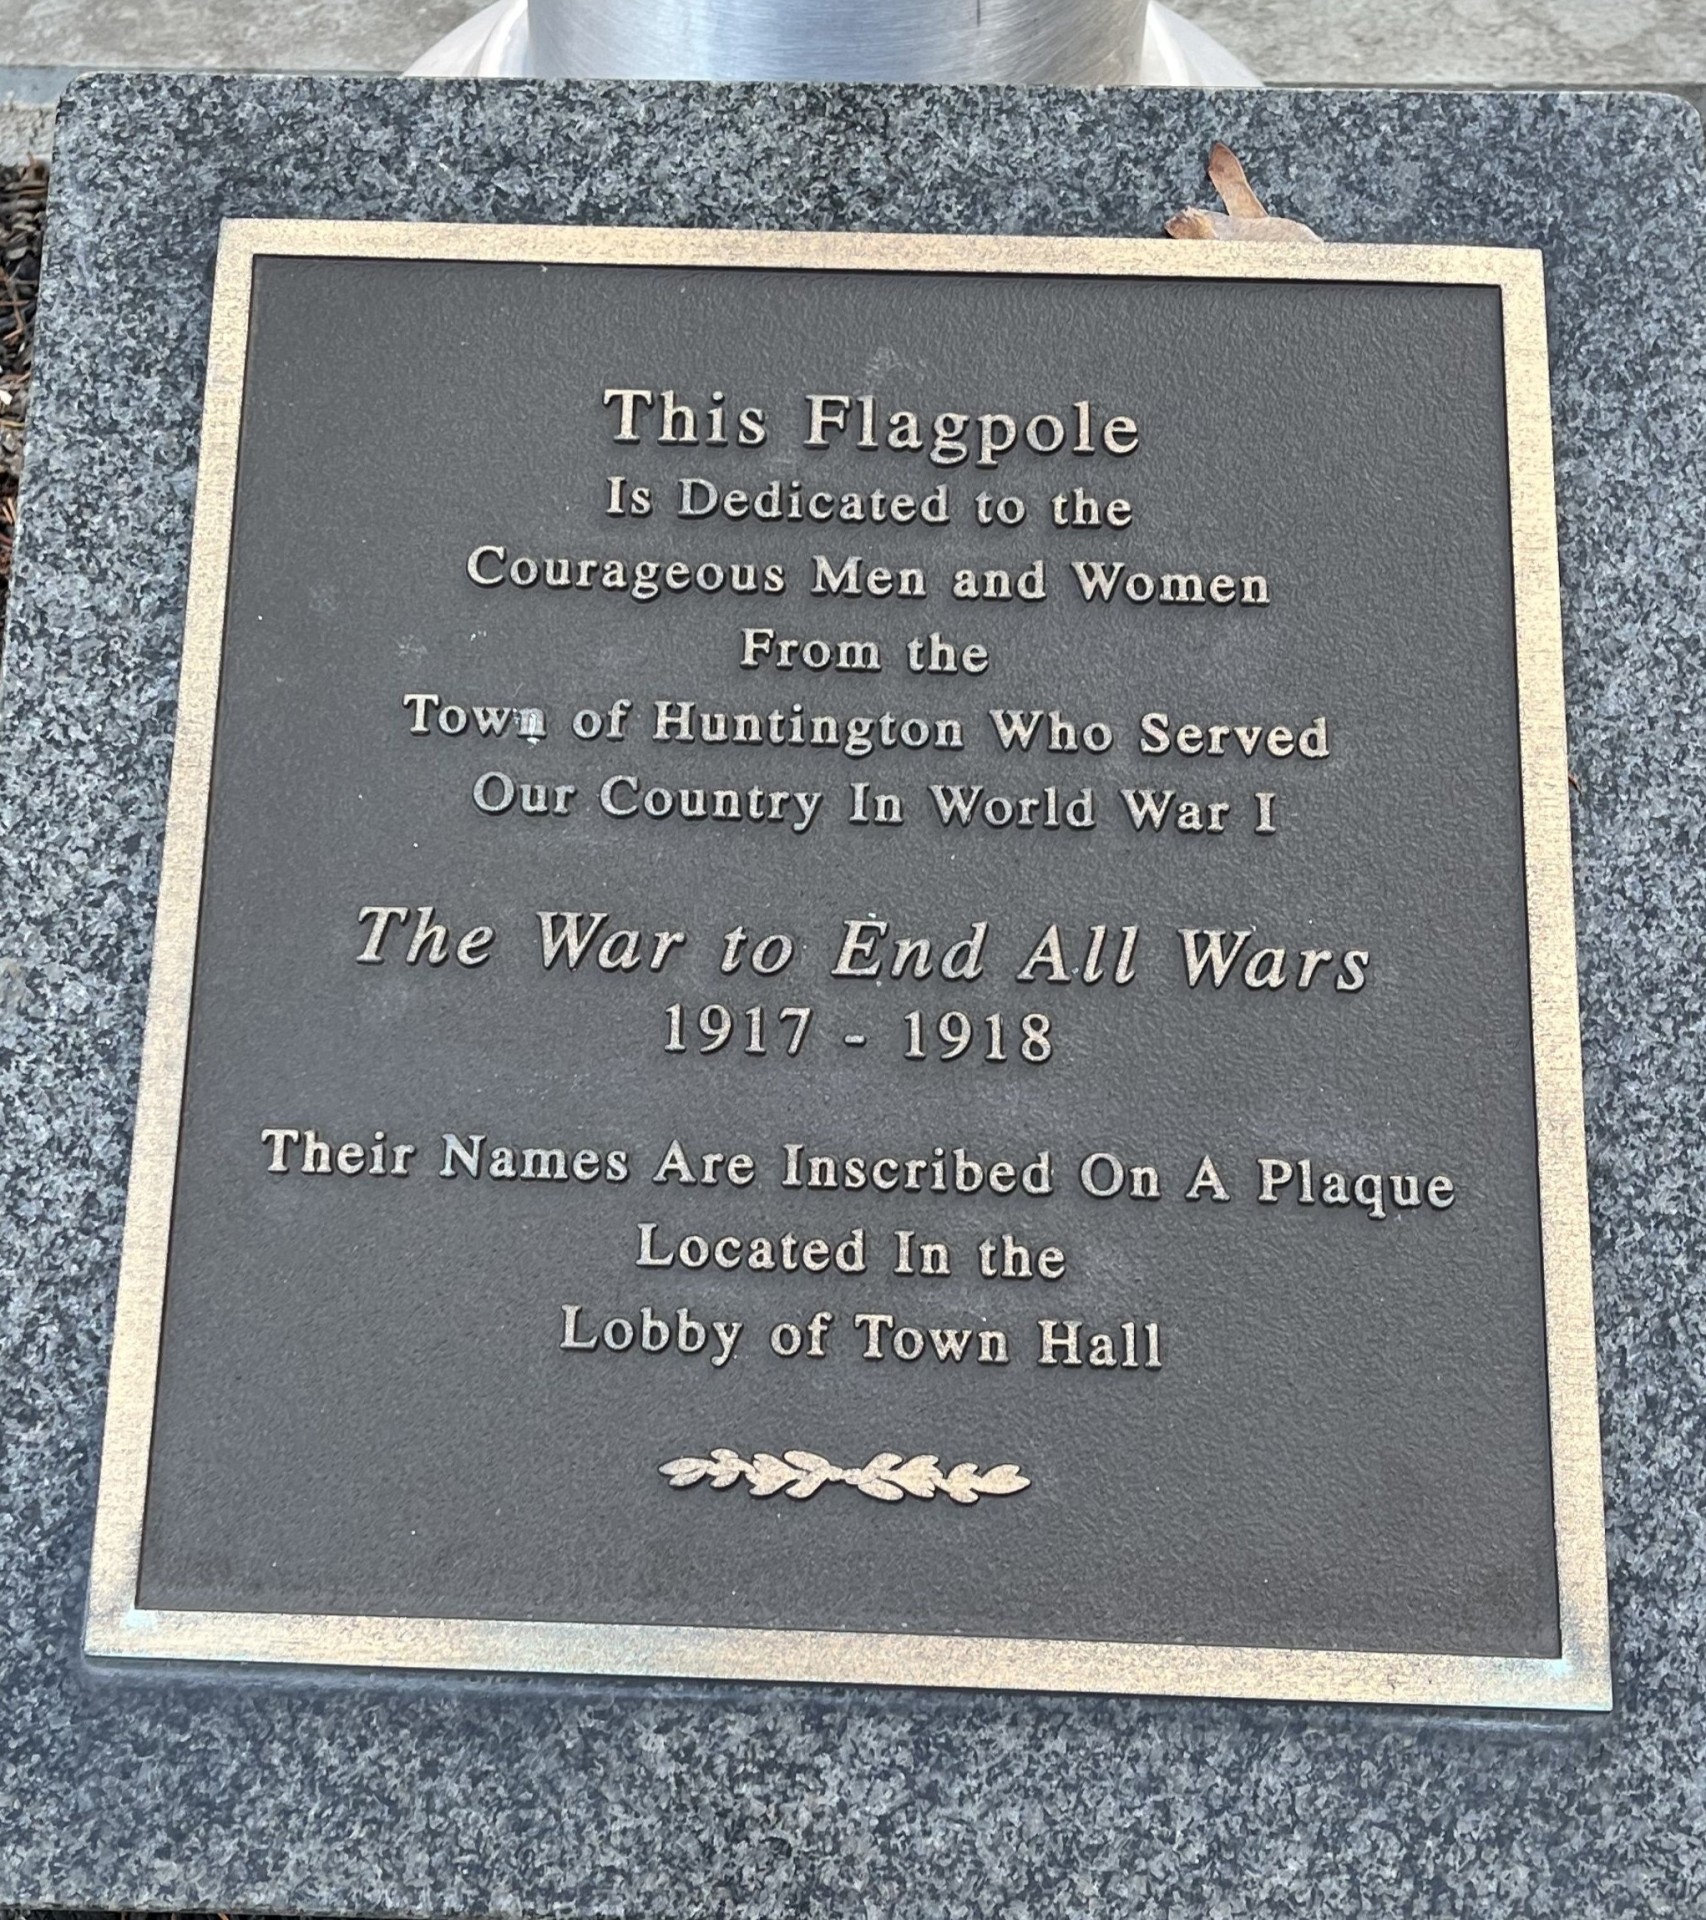 This Flagpole
Is Dedicated to the
Courageous Men and Women
From the
Town of Huntington Who Served
Our Country In World War I
The War to End All Wars
1917 - 1918
Their Names Are Inscribed On A Plaque
Located In the
Lobby of Town Hall